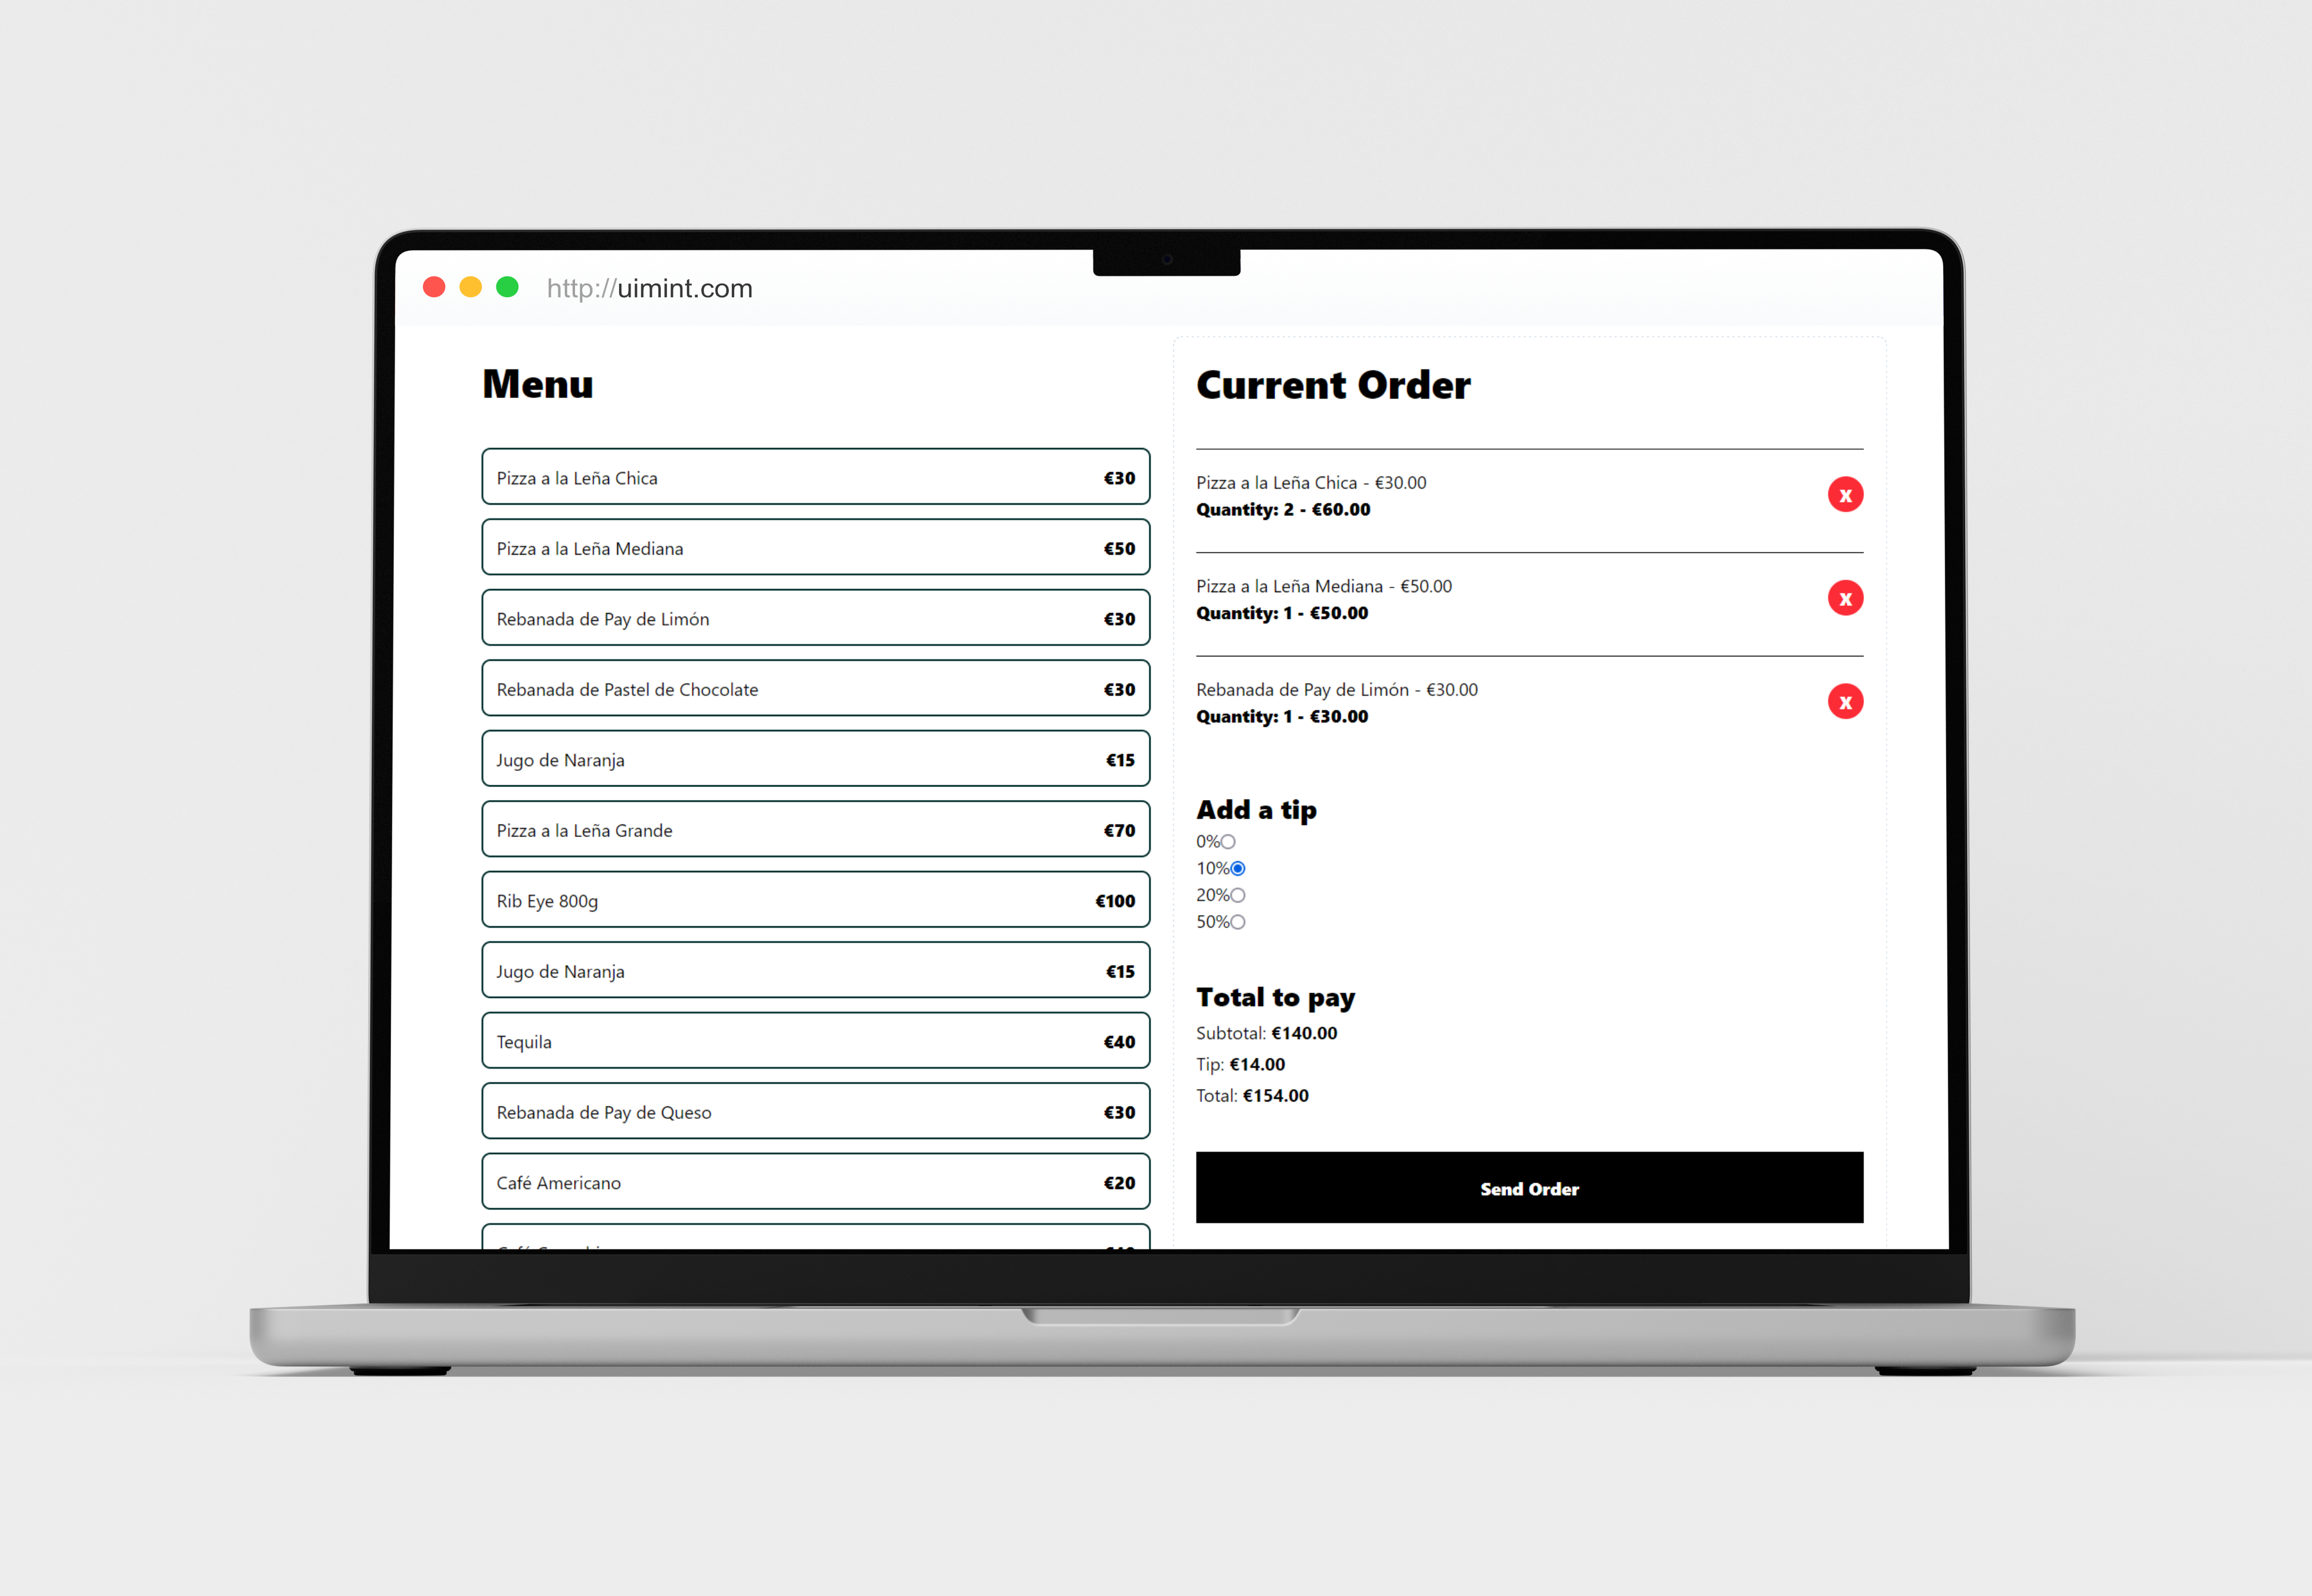 http://uimint.com
Menu
Pizza a la Leña Chica €30
Pizza a la Leña Mediana €50
Rebanada de Pay de Limón €30
Rebanada de Pastel de Chocolate €30
Jugo de Naranja €15
Pizza a la Leña Grande €70
Rib Eye 800g €100
Jugo de Naranja €15
Tequila €40
Rebanada de Pay de Queso €30
Café Americano €20
Current Order
Pizza a la Leña Chica - €30.00
Quantity: 2 - €60.00
x
Pizza a la Leña Mediana - €50.00
Quantity: 1 - €50.00
x
Rebanada de Pay de Limón - €30.00
Quantity: 1 - €30.00
x
Add a tip
0%
10%
20%
50%
Total to pay
Subtotal: €140.00
Tip: €14.00
Total: €154.00
Send Order